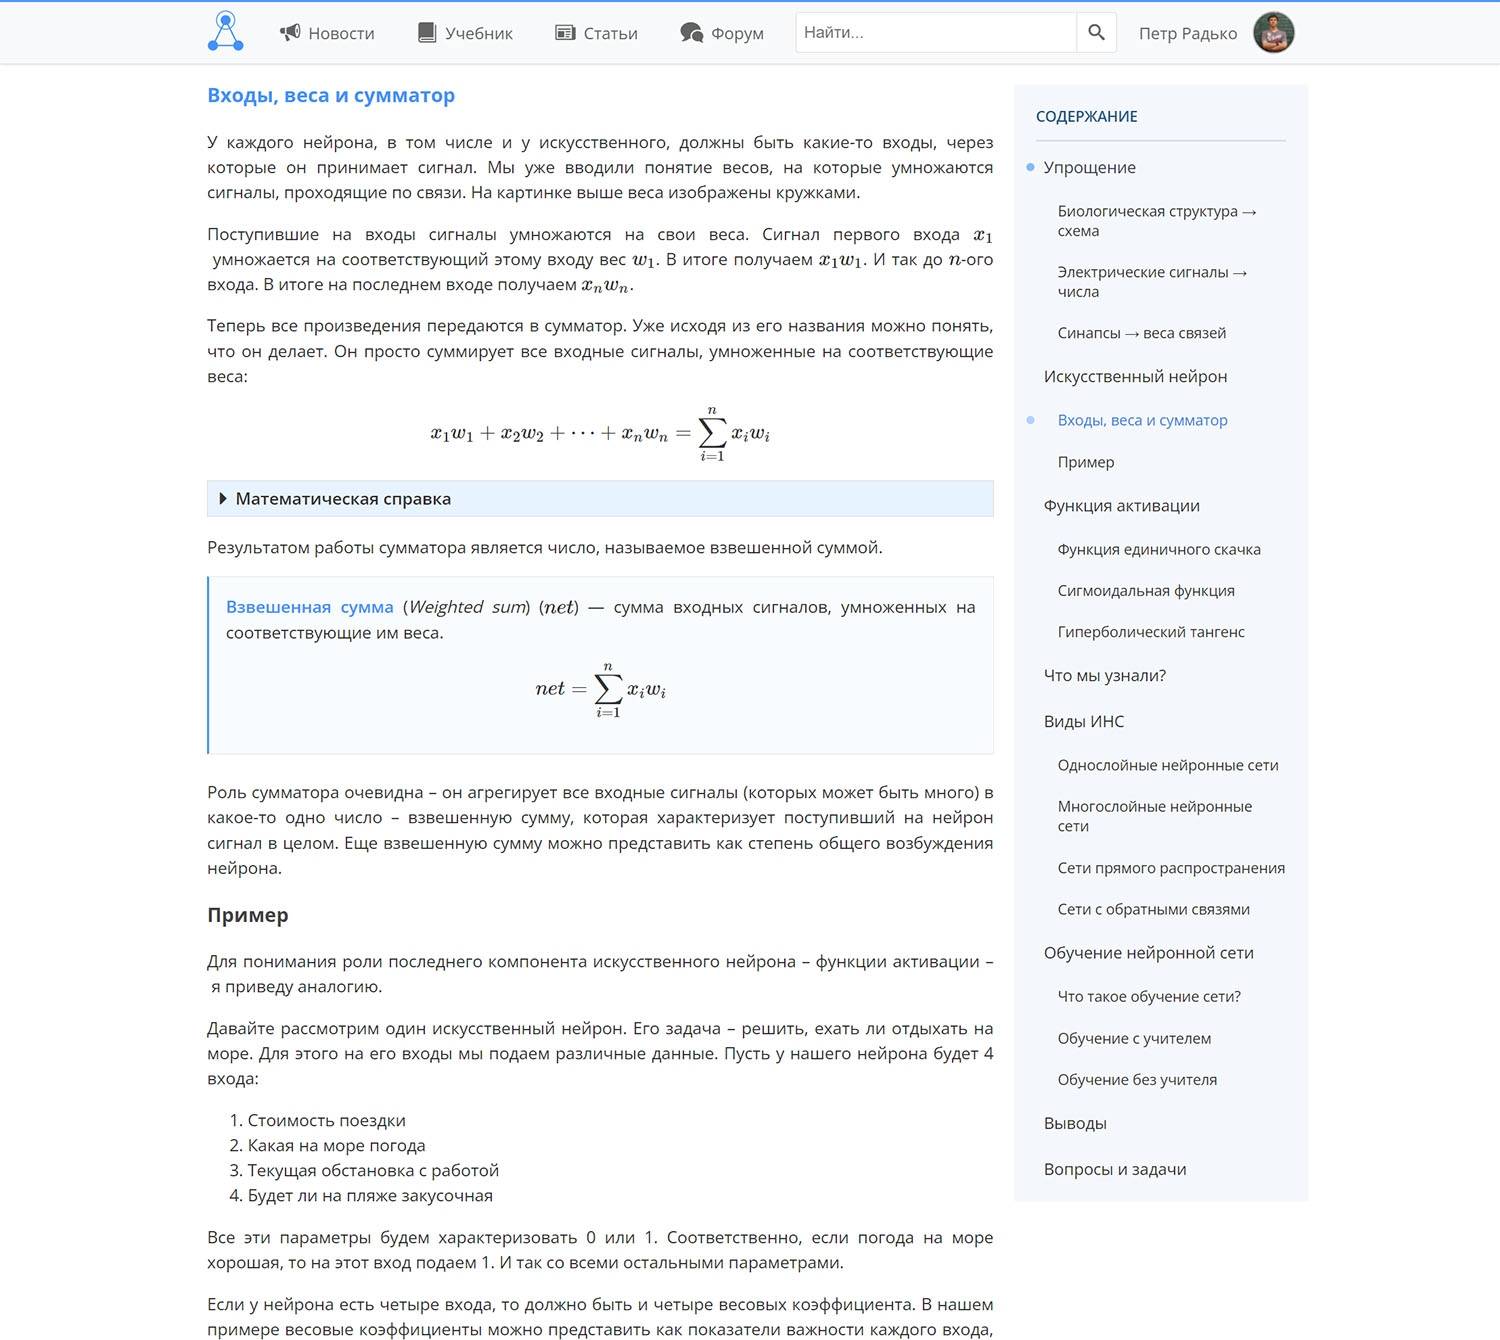 Новости Учебник Статьи Форум Найти... Петр Радько
Входы, веса и сумматор
У каждого нейрона, в том числе и у искусственного, должны быть какие-то входы, через
которые он принимает сигнал. Мы уже вводили понятие весов, на которые умножаются
сигналы, проходящие по связи. На картинке выше веса изображены кружками.
Поступившие на входы сигналы умножаются на свои веса. Сигнал первого входа x₁
умножается на соответствующий этому входу вес w₁. В итоге получаем x₁w₁. И так до n-ого
входа. В итоге на последнем входе получаем xₙwₙ.
Теперь все произведения передаются в сумматор. Уже исходя из его названия можно понять,
что он делает. Он просто суммирует все входные сигналы, умноженные на соответствующие
веса:
x₁w₁ + x₂w₂ + ··· + xₙwₙ = ∑ⁿᵢ₌₁ xᵢwᵢ
Математическая справка
Результатом работы сумматора является число, называемое взвешенной суммой.
Взвешенная сумма (Weighted sum) (net) — сумма входных сигналов, умноженных на
соответствующие им веса.
net = ∑ⁿᵢ₌₁ xᵢwᵢ
Роль сумматора очевидна – он агрегирует все входные сигналы (которых может быть много) в
какое-то одно число – взвешенную сумму, которая характеризует поступивший на нейрон
сигнал в целом. Еще взвешенную сумму можно представить как степень общего возбуждения
нейрона.
Пример
Для понимания роли последнего компонента искусственного нейрона – функции активации –
я приведу аналогию.
Давайте рассмотрим один искусственный нейрон. Его задача – решить, ехать ли отдыхать на
море. Для этого на его входы мы подаем различные данные. Пусть у нашего нейрона будет 4
входа:
1. Стоимость поездки
2. Какая на море погода
3. Текущая обстановка с работой
4. Будет ли на пляже закусочная
Все эти параметры будем характеризовать 0 или 1. Соответственно, если погода на море
хорошая, то на этот вход подаем 1. И так со всеми остальными параметрами.
Если у нейрона есть четыре входа, то должно быть и четыре весовых коэффициента. В нашем
примере весовые коэффициенты можно представить как показатели важности каждого входа,
СОДЕРЖАНИЕ
Упрощение
Биологическая структура →
схема
Электрические сигналы →
числа
Синапсы → веса связей
Искусственный нейрон
Входы, веса и сумматор
Пример
Функция активации
Функция единичного скачка
Сигмоидальная функция
Гиперболический тангенс
Что мы узнали?
Виды ИНС
Однослойные нейронные сети
Многослойные нейронные
сети
Сети прямого распространения
Сети с обратными связями
Обучение нейронной сети
Что такое обучение сети?
Обучение с учителем
Обучение без учителя
Выводы
Вопросы и задачи